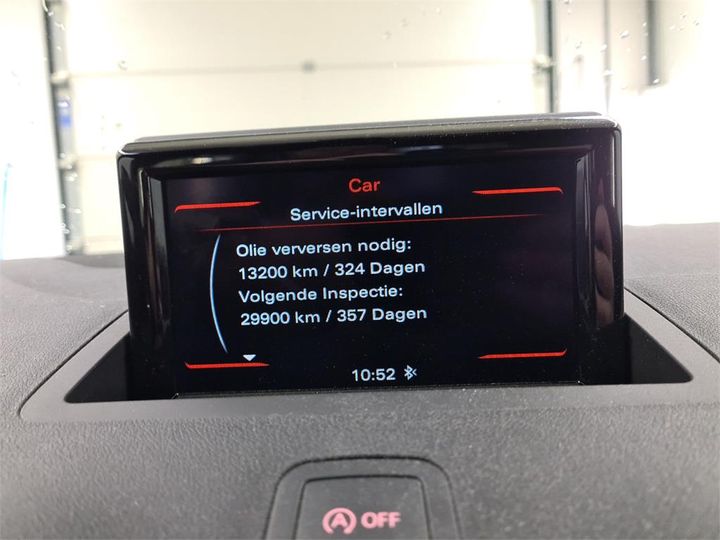 Car
Service-intervallen
Olie verversen nodig:
13200 km / 324 Dagen
Volgende Inspectie:
29900 km / 357 Dagen
10:52
A OFF